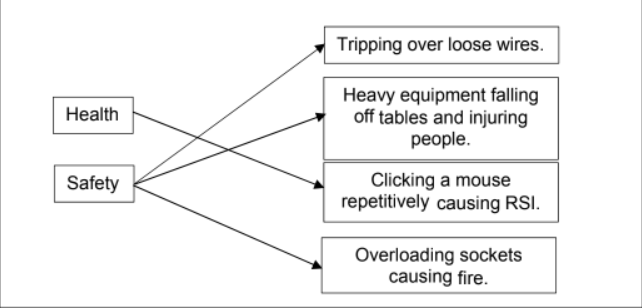 Health
Safety
Tripping over loose wires.
Heavy equipment falling
off tables and injuring
people.
Clicking a mouse
repetitively causing RSI.
Overloading sockets
causing fire.